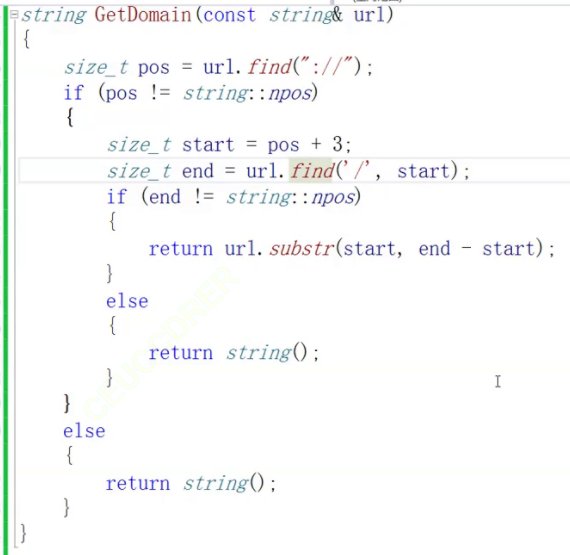 string GetDomain(const string& url)
{
    size_t pos = url.find("://");
    if (pos != string::npos)
    {
        size_t start = pos + 3;
        size_t end = url.find('/', start);
        if (end != string::npos)
        {
            return url.substr(start, end - start);
        }
        else
        {
            return string();
        }
    }
    else
    {
        return string();
    }
}